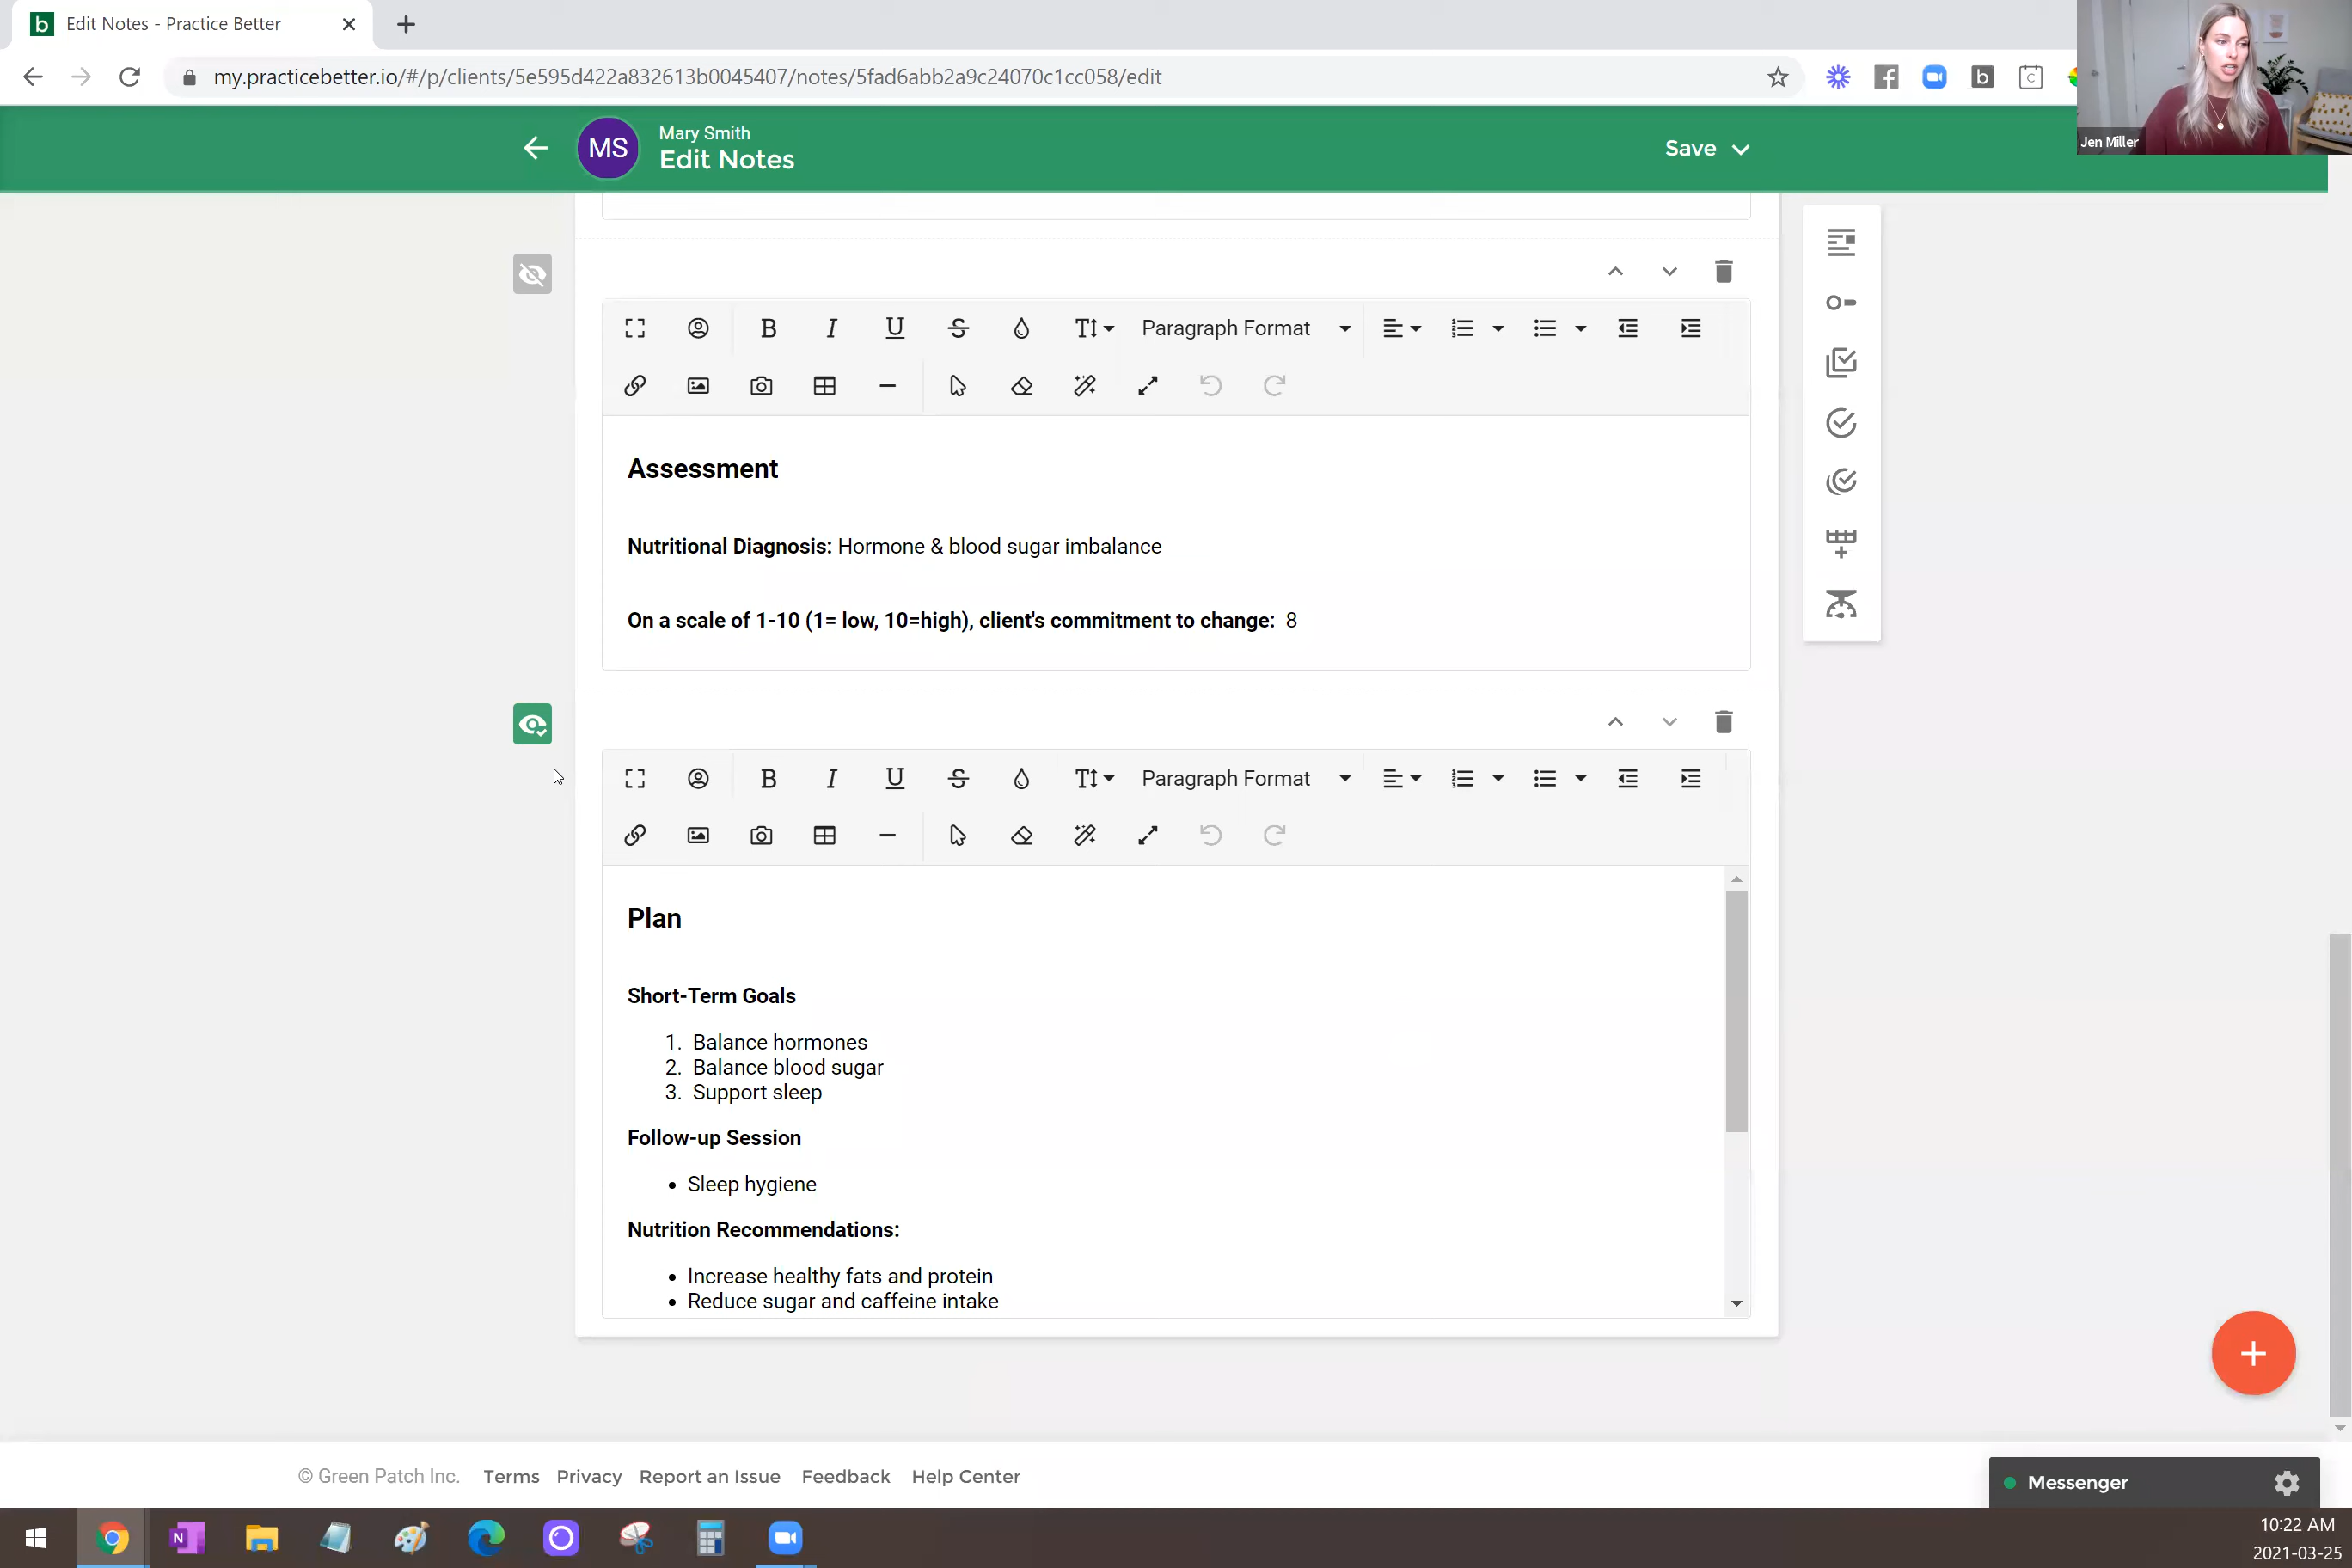 b Edit Notes - Practice Better
my.practicebetter.io/#/p/clients/5e595d422a832613b0045407/notes/5fad6abb2a9c24070c1cc058/edit
b
C
Jen Miller
MS
Mary Smith
Edit Notes
Save
B I U S Paragraph Format
Assessment
Nutritional Diagnosis: Hormone & blood sugar imbalance
On a scale of 1-10 (1= low, 10=high), client's commitment to change: 8
B I U S Paragraph Format
Plan
Short-Term Goals
1. Balance hormones
2. Balance blood sugar
3. Support sleep
Follow-up Session
• Sleep hygiene
Nutrition Recommendations:
• Increase healthy fats and protein
• Reduce sugar and caffeine intake
© Green Patch Inc. Terms Privacy Report an Issue Feedback Help Center
Messenger
N
10:22 AM
2021-03-25